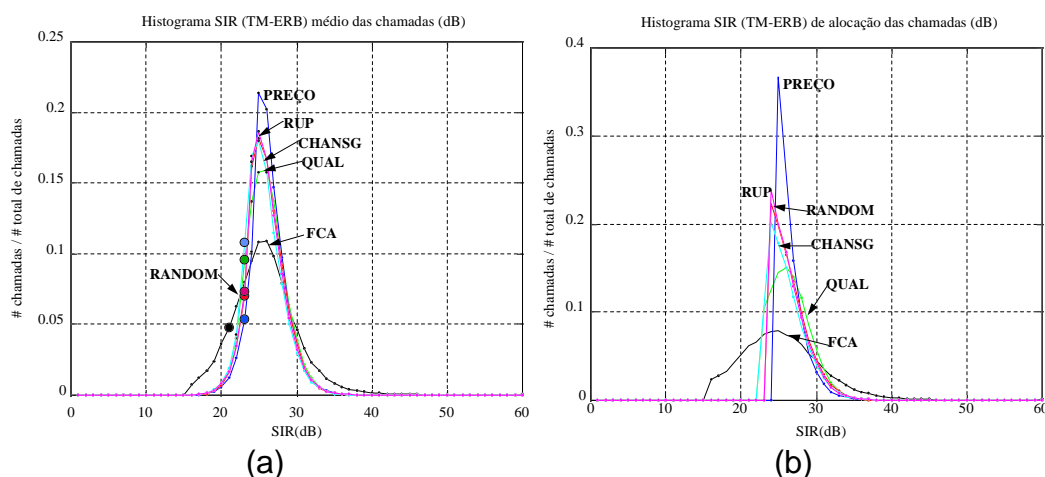 Histograma SIR (TM-ERB) médio das chamadas (dB)
# chamadas / # total de chamadas
0.25
0.2
0.15
0.1
0.05
0
PREÇO
RUP
CHANSG
QUAL
FCA
RANDOM
0 10 20 30 40 50 60
SIR(dB)
(a)
Histograma SIR (TM-ERB) de alocação das chamadas (dB)
# chamadas / # total de chamadas
0.4
0.3
0.2
0.1
0
PREÇO
RUP
RANDOM
CHANSG
QUAL
FCA
0 10 20 30 40 50 60
SIR(dB)
(b)